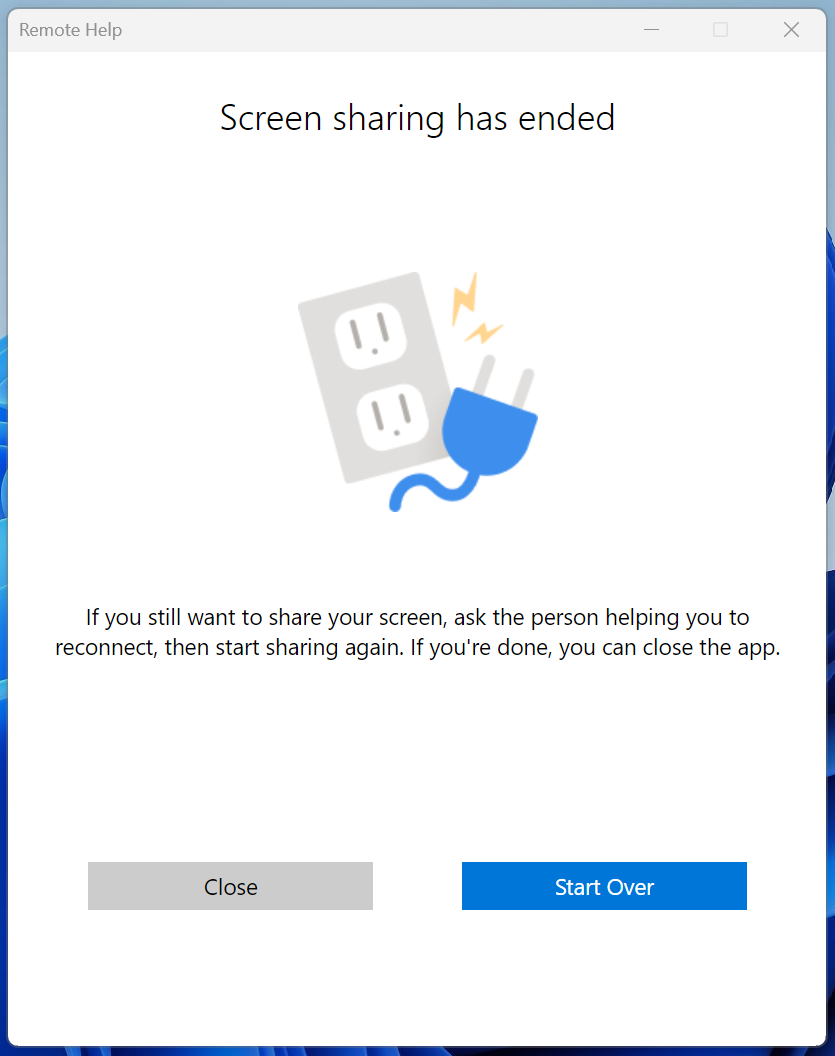 Remote Help
Screen sharing has ended
If you still want to share your screen, ask the person helping you to
reconnect, then start sharing again. If you're done, you can close the app.
Close
Start Over